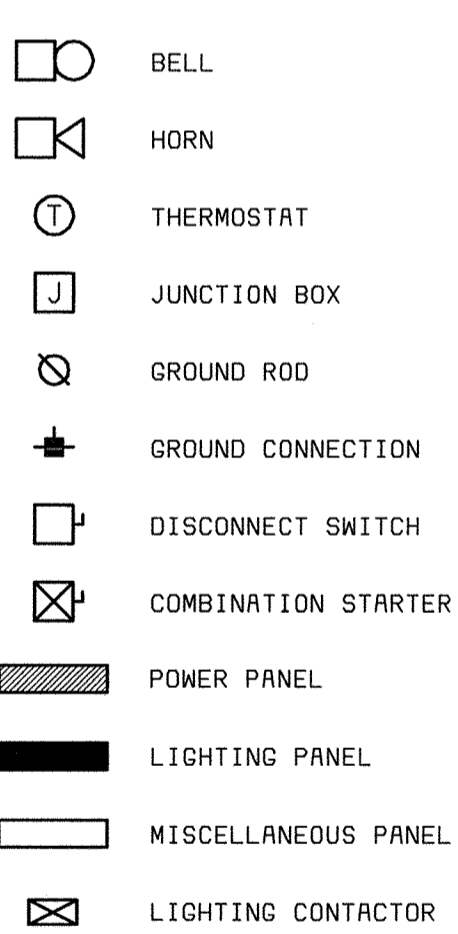 BELL
HORN
T THERMOSTAT
J JUNCTION BOX
GROUND ROD
GROUND CONNECTION
DISCONNECT SWITCH
COMBINATION STARTER
POWER PANEL
LIGHTING PANEL
MISCELLANEOUS PANEL
LIGHTING CONTACTOR